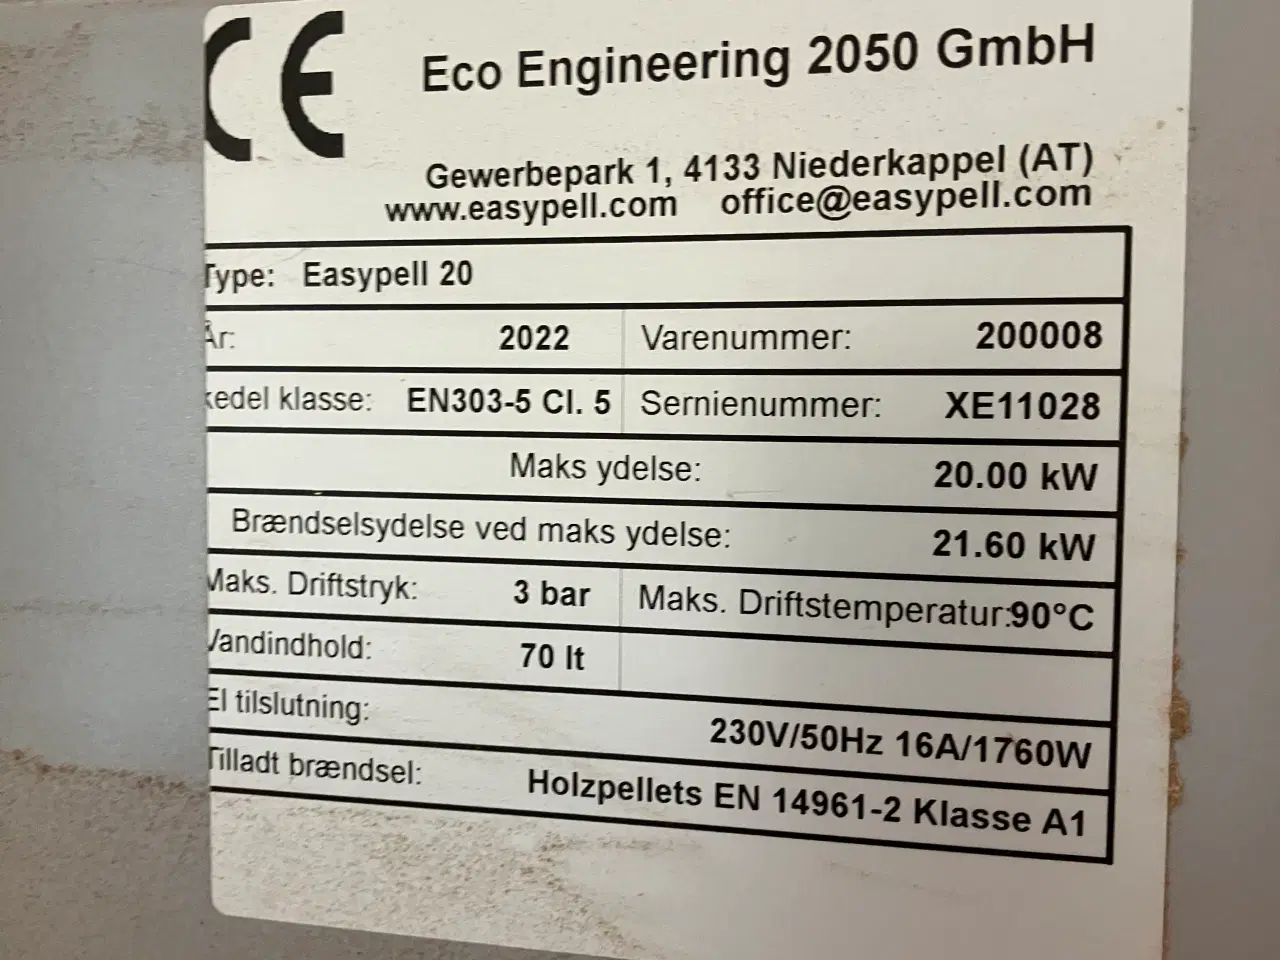 CE
Eco Engineering 2050 GmbH
Gewerbepark 1, 4133 Niederkappel (AT)
www.easypell.com office@easypell.com
Type: Easypell 20
År: 2022 Varenummer: 200008
kedel klasse: EN303-5 Cl. 5 Sernienummer: XE11028
Maks ydelse: 20.00 kW
Brændselsydelse ved maks ydelse: 21.60 kW
Maks. Driftstryk: 3 bar Maks. Driftstemperatur:90°C
Vandindhold: 70 lt
El tilslutning: 230V/50Hz 16A/1760W
Tilladt brændsel: Holzpellets EN 14961-2 Klasse A1